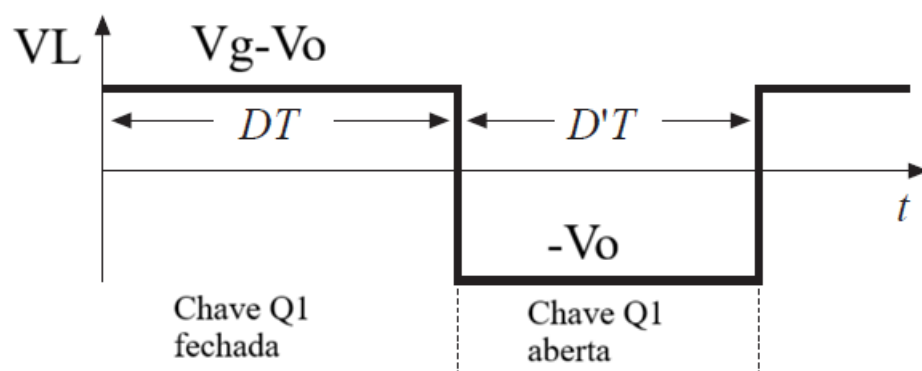 VL
Vg-Vo
DT
D'T
t
-Vo
Chave Q1
fechada
Chave Q1
aberta